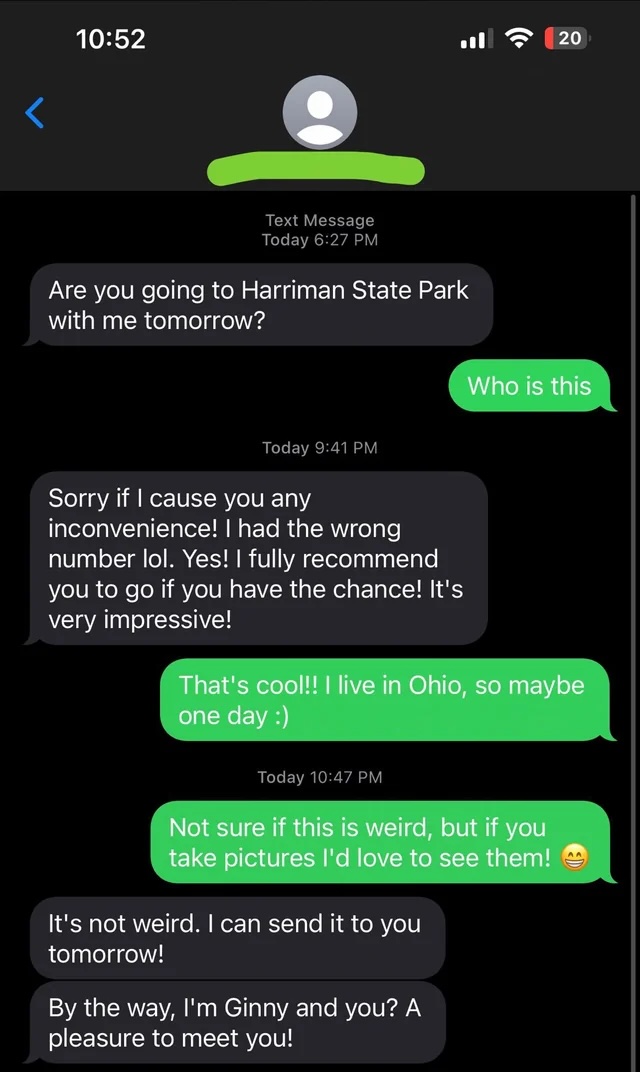 10:52
20
Text Message
Today 6:27 PM
Are you going to Harriman State Park
with me tomorrow?
Who is this
Today 9:41 PM
Sorry if I cause you any
inconvenience! I had the wrong
number lol. Yes! I fully recommend
you to go if you have the chance! It's
very impressive!
That's cool!! I live in Ohio, so maybe
one day :)
Today 10:47 PM
Not sure if this is weird, but if you
take pictures I'd love to see them! 😁
It's not weird. I can send it to you
tomorrow!
By the way, I'm Ginny and you? A
pleasure to meet you!